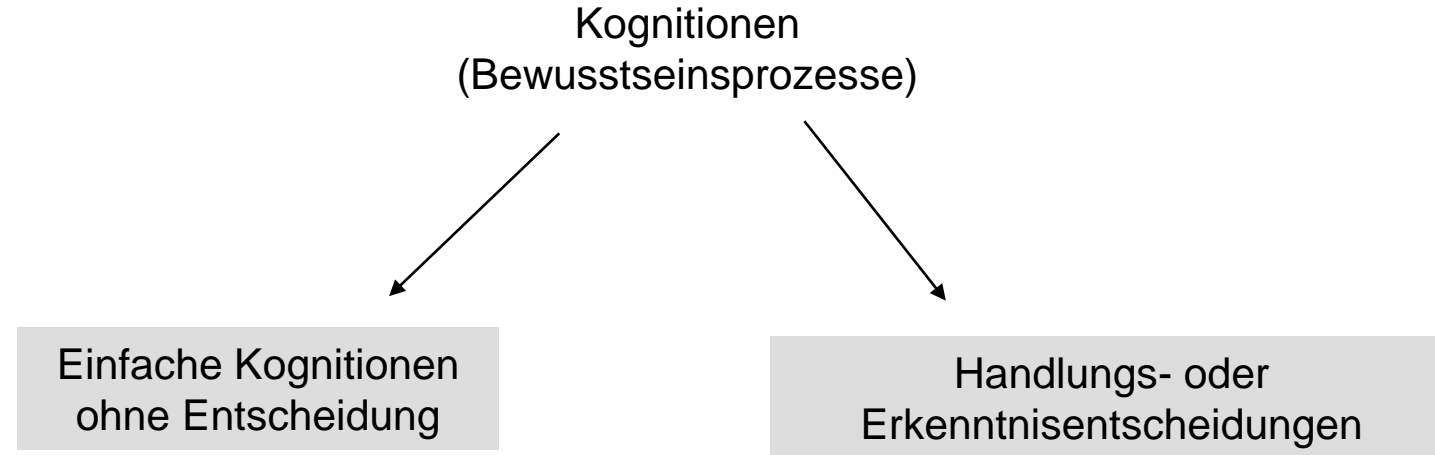 Kognitionen
(Bewusstseinsprozesse)
Einfache Kognitionen
ohne Entscheidung
Handlungs- oder
Erkenntnisentscheidungen